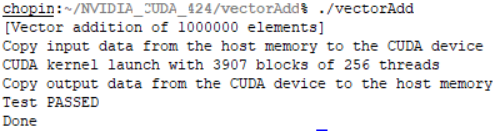 chopin:~/NVIDIA_CUDA_424/vectorAdd% ./vectorAdd
[Vector addition of 1000000 elements]
Copy input data from the host memory to the CUDA device
CUDA kernel launch with 3907 blocks of 256 threads
Copy output data from the CUDA device to the host memory
Test PASSED
Done